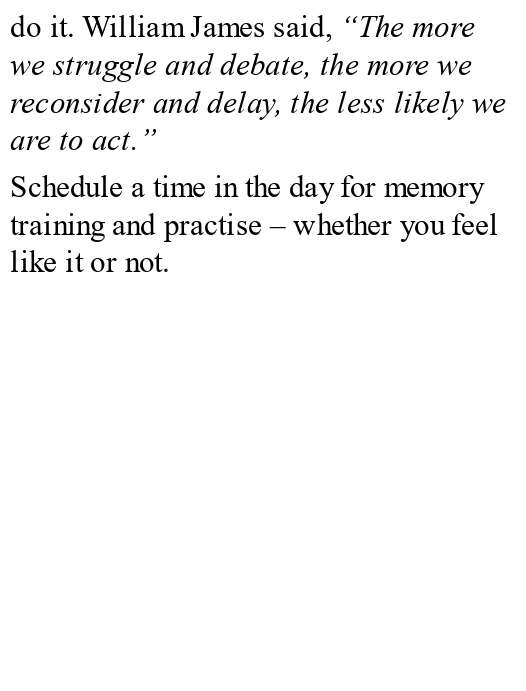 do it. William James said, “The more
we struggle and debate, the more we
reconsider and delay, the less likely we
are to act.”
Schedule a time in the day for memory
training and practise – whether you feel
like it or not.